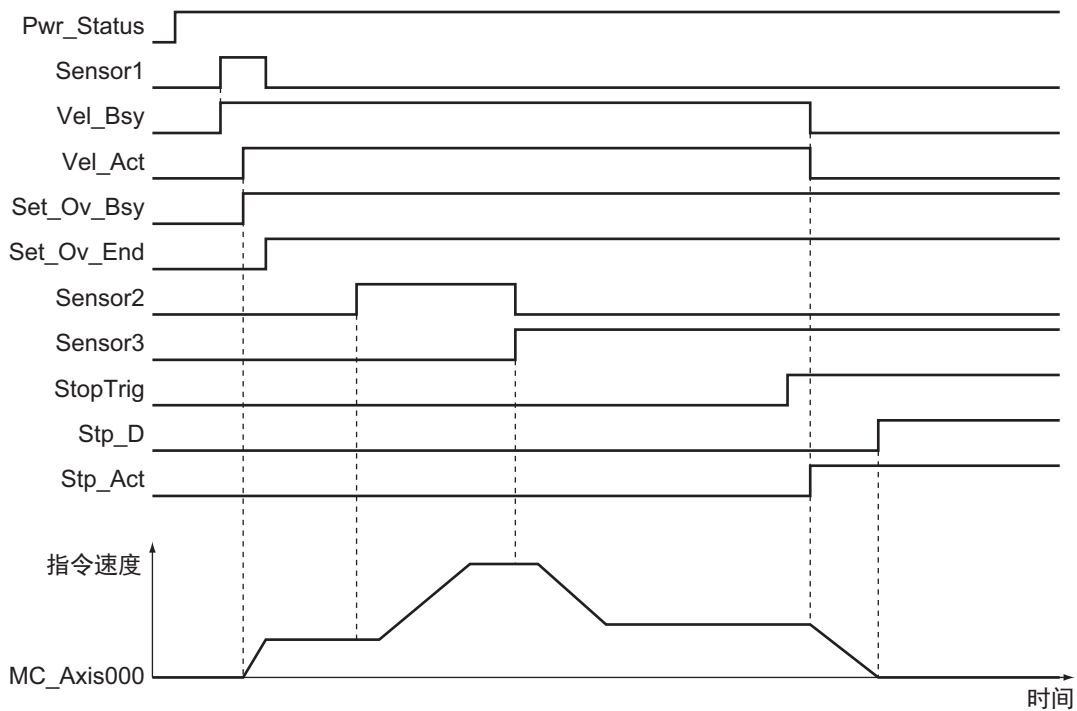 Pwr_Status
Sensor1
Vel_Bsy
Vel_Act
Set_Ov_Bsy
Set_Ov_End
Sensor2
Sensor3
StopTrig
Stp_D
Stp_Act
指令速度
MC_Axis000
时间